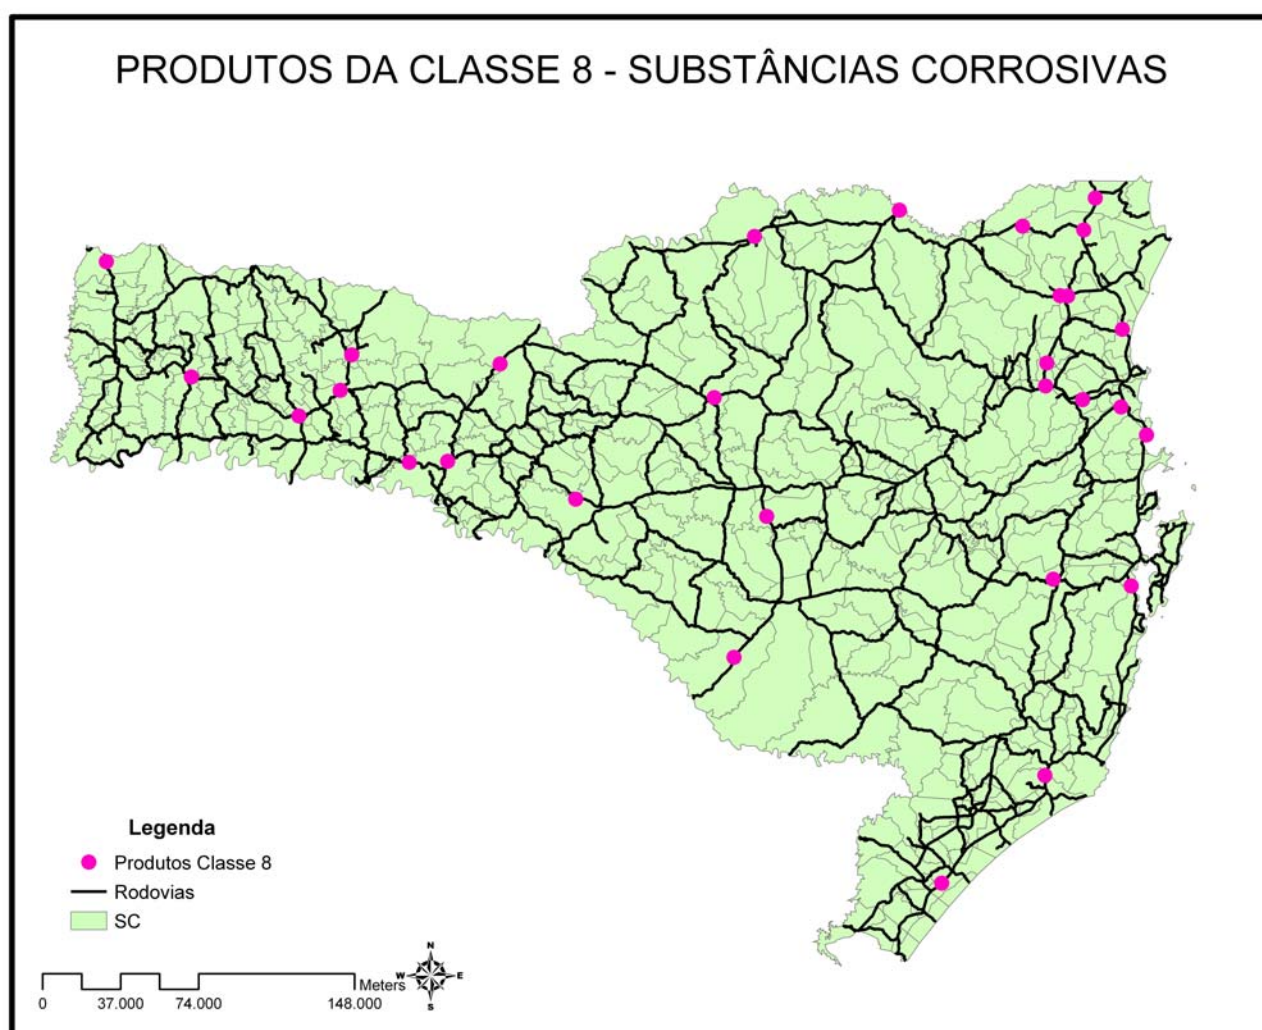 PRODUTOS DA CLASSE 8 - SUBSTÂNCIAS CORROSIVAS
Legenda
Produtos Classe 8
Rodovias
SC
N
W
E
S
Meters
0 37.000 74.000 148.000